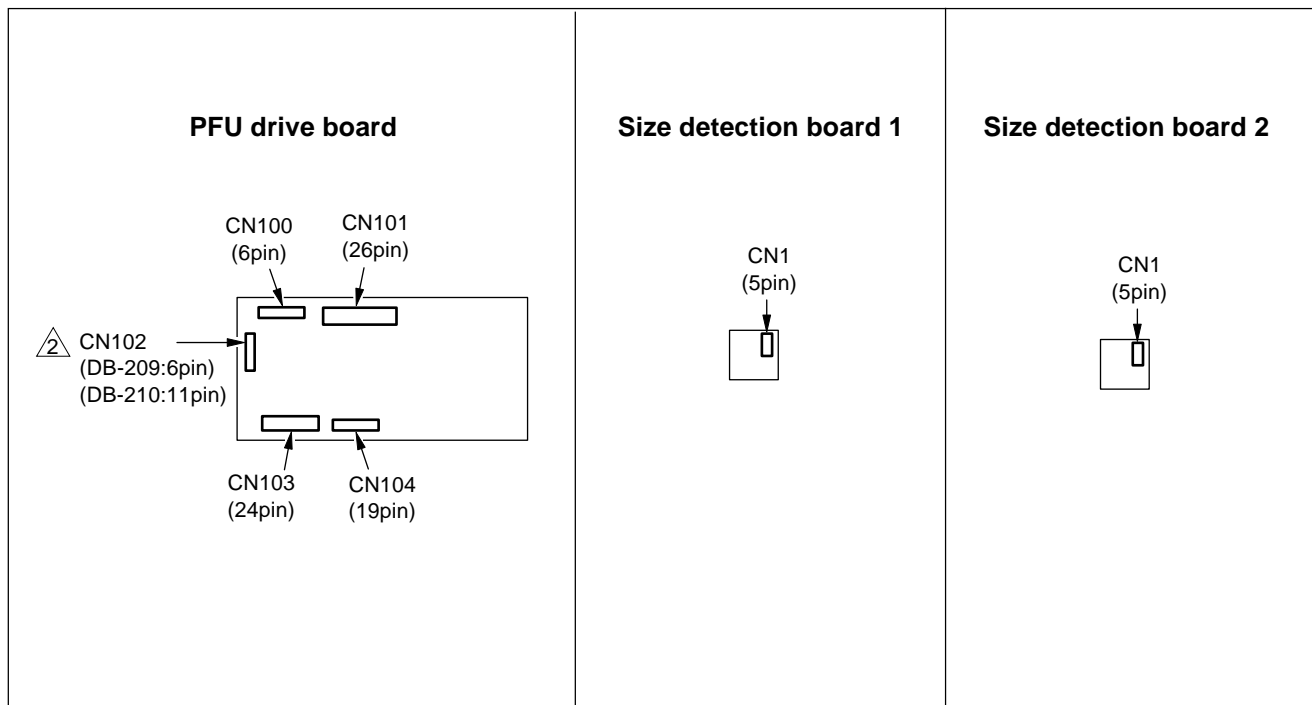 PFU drive board
CN100
(6pin)
CN101
(26pin)
2
CN102
(DB-209:6pin)
(DB-210:11pin)
CN103
(24pin)
CN104
(19pin)
Size detection board 1
CN1
(5pin)
Size detection board 2
CN1
(5pin)